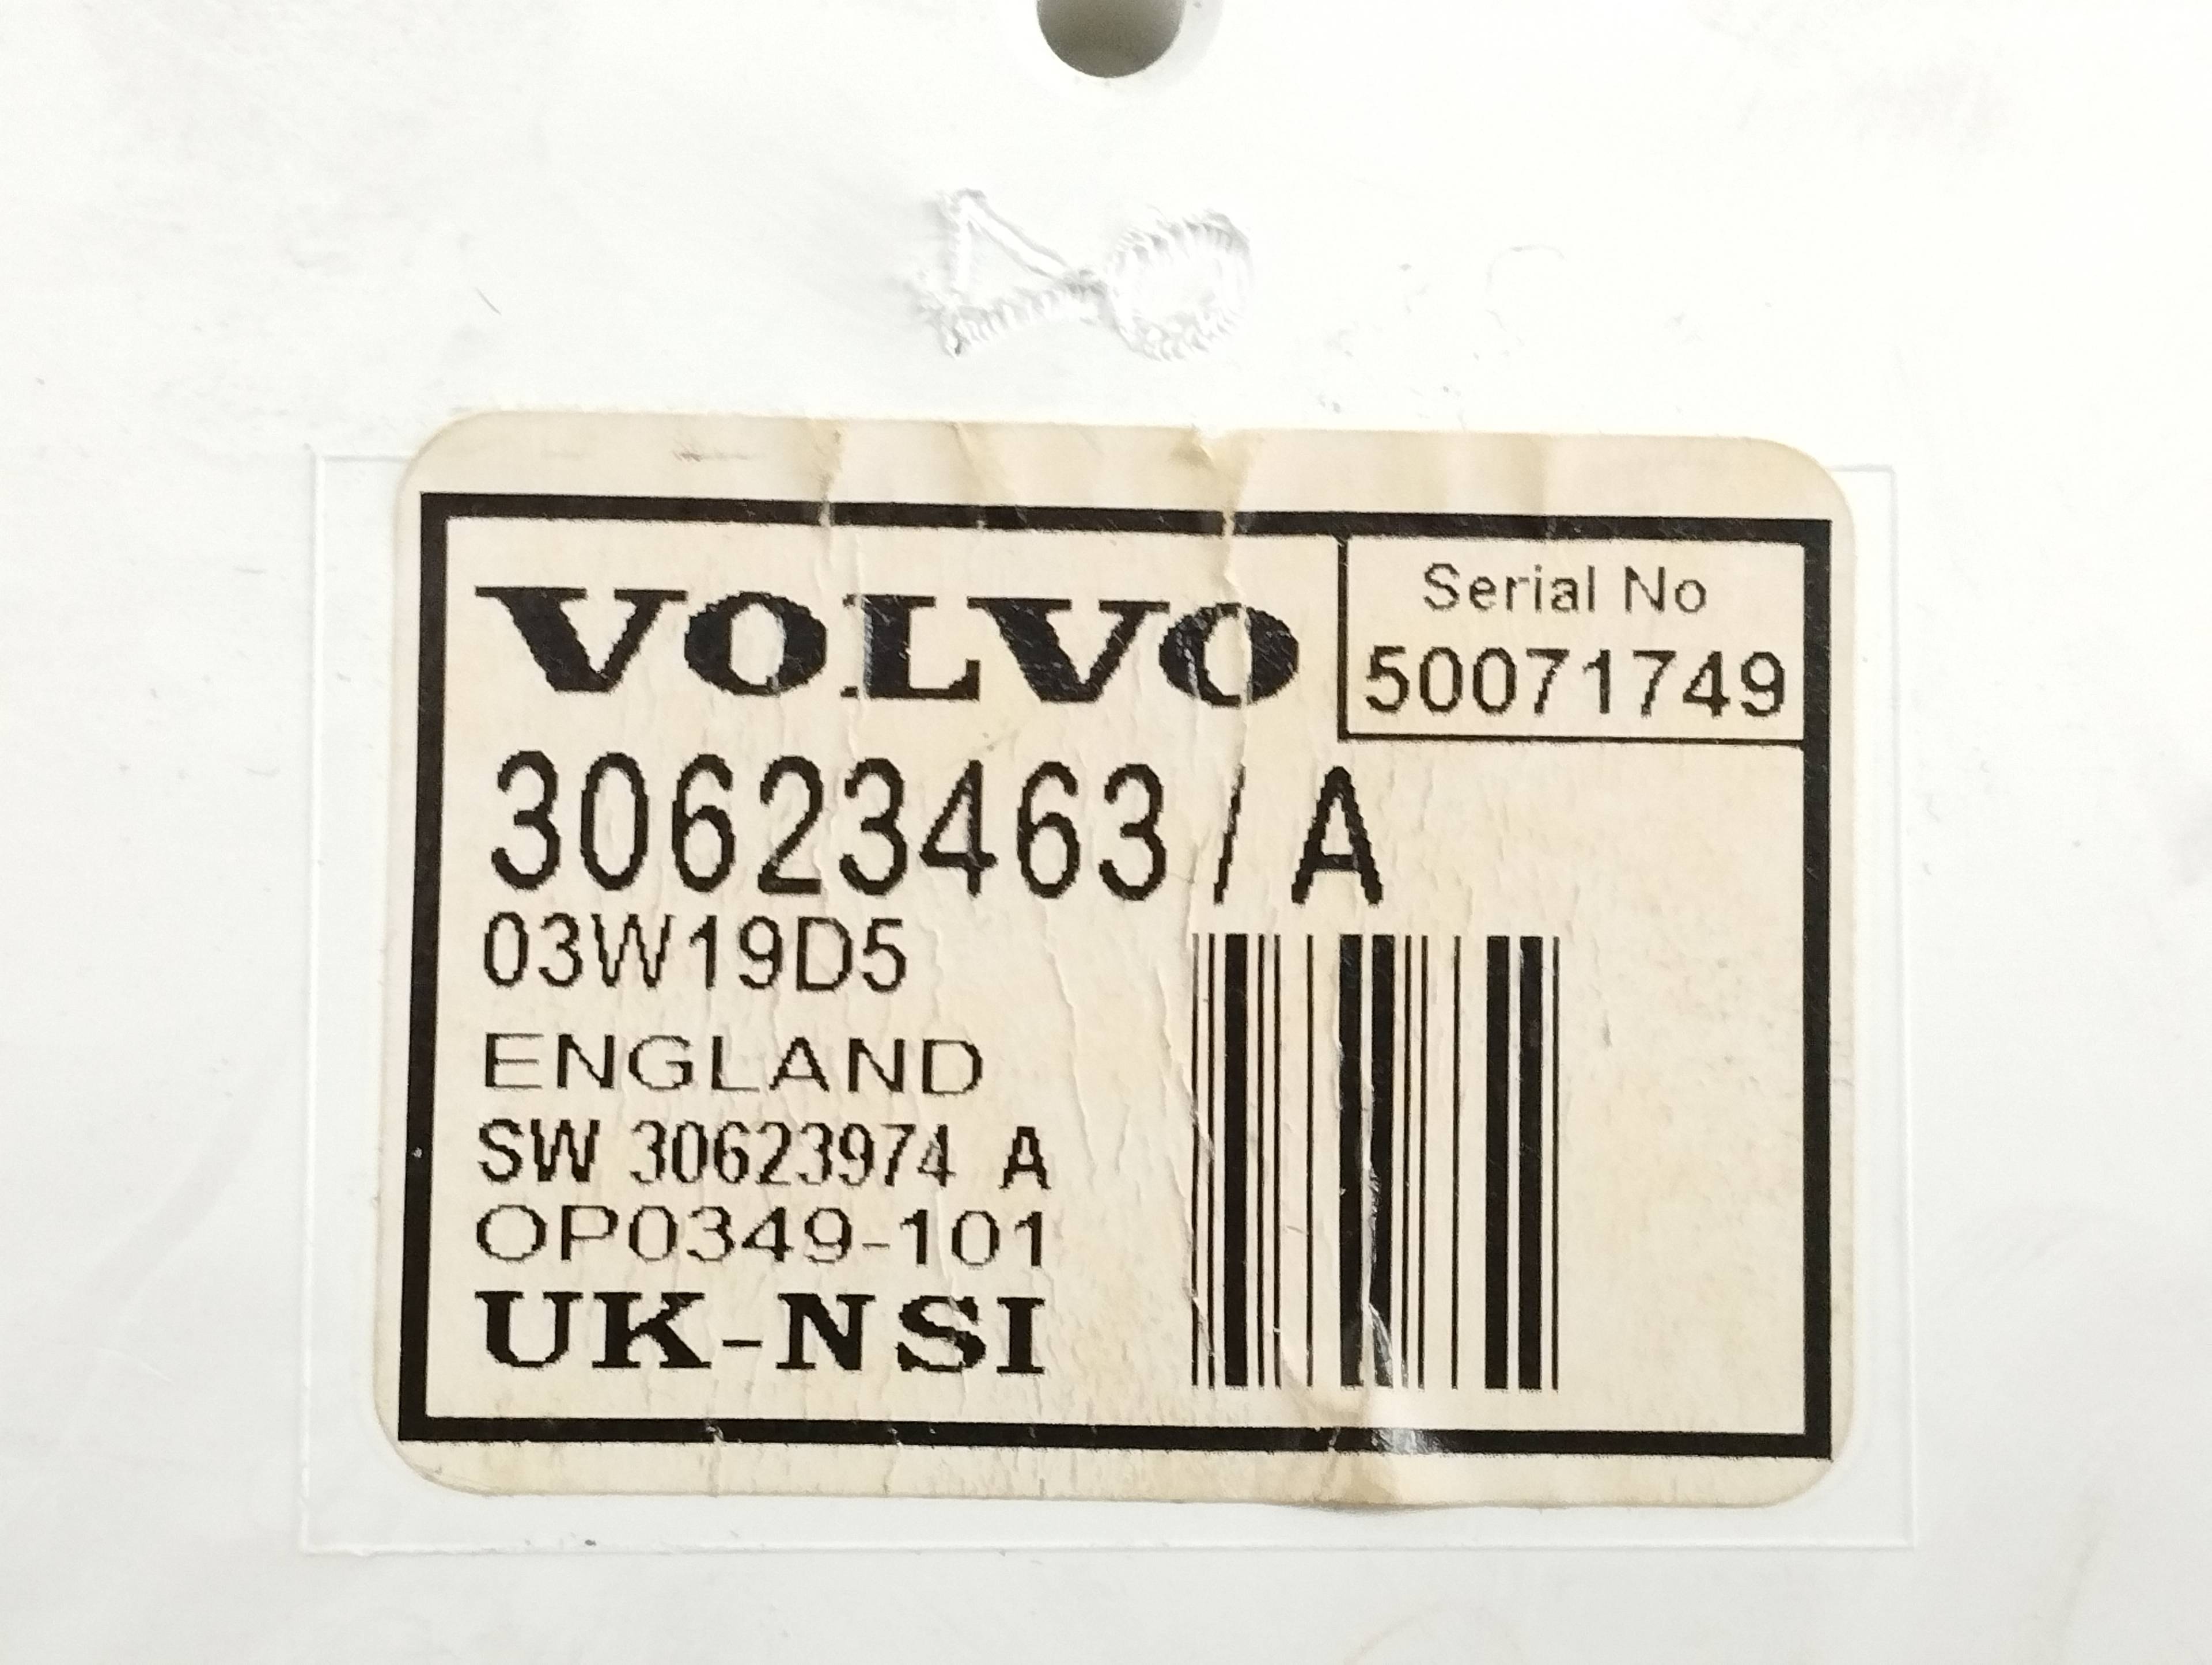 VOLVO
Serial No
50071749
30623463 / A
03W19D5
ENGLAND
SW 30623974 A
OP0349-101
UK-NSI